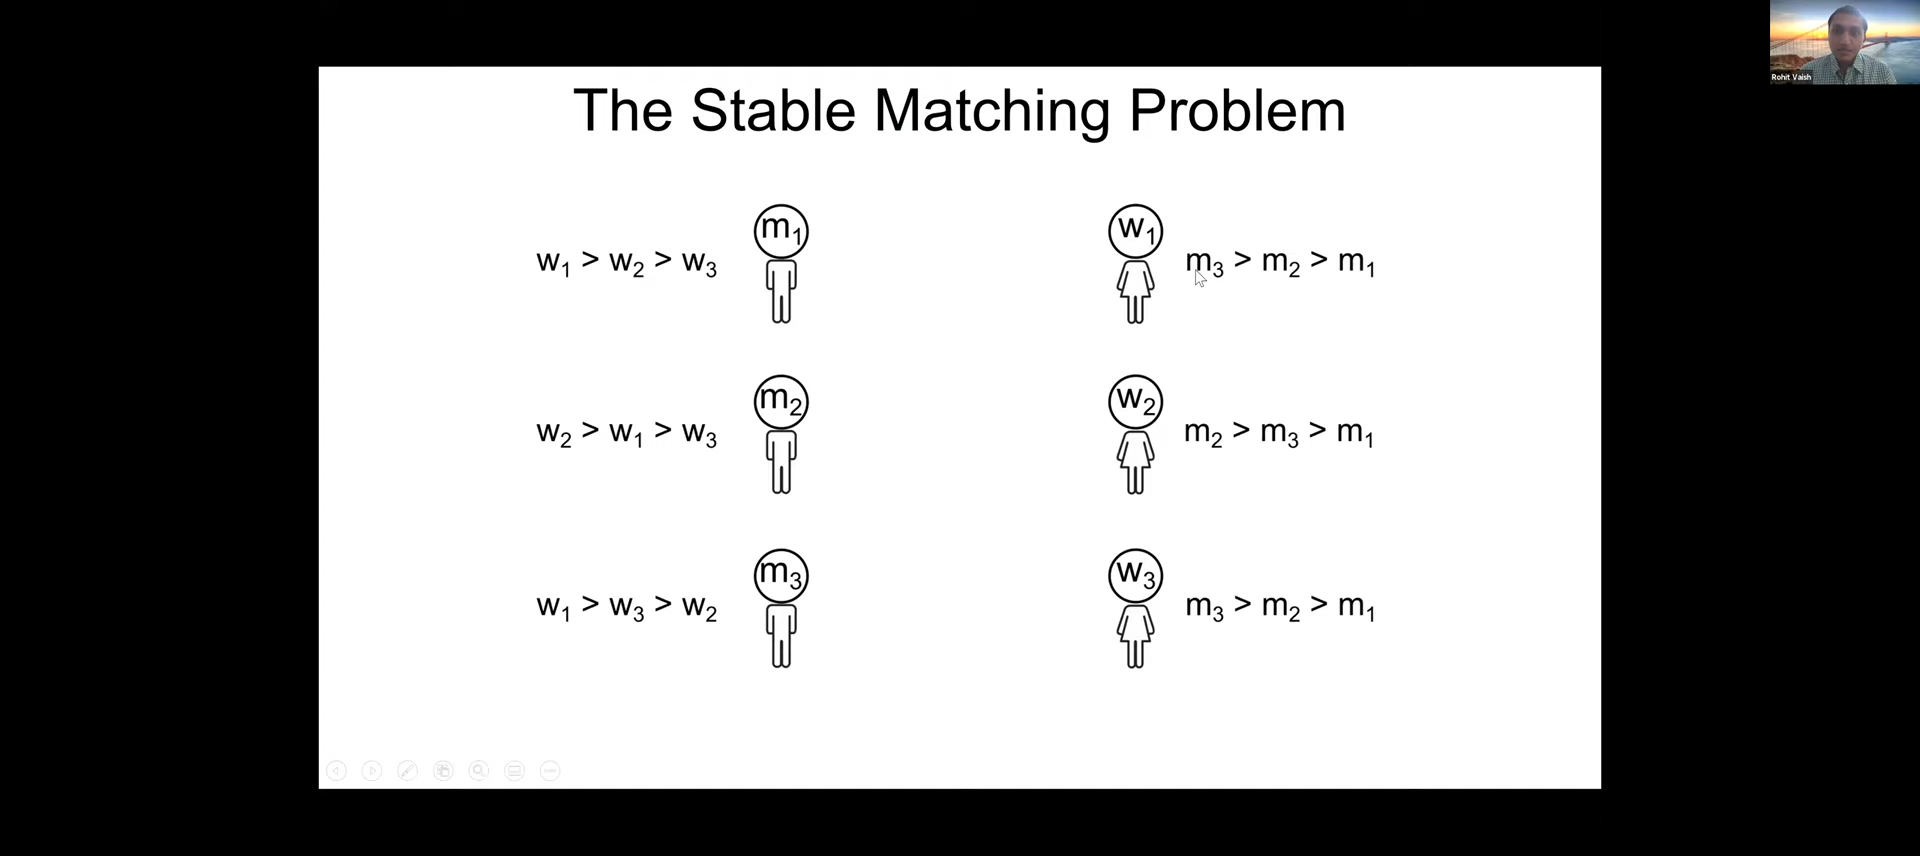 Rohit Vaish
The Stable Matching Problem
m₁
w₁ > w₂ > w₃
w₁
m₃ > m₂ > m₁
m₂
w₂ > w₁ > w₃
w₂
m₂ > m₃ > m₁
m₃
w₁ > w₃ > w₂
w₃
m₃ > m₂ > m₁